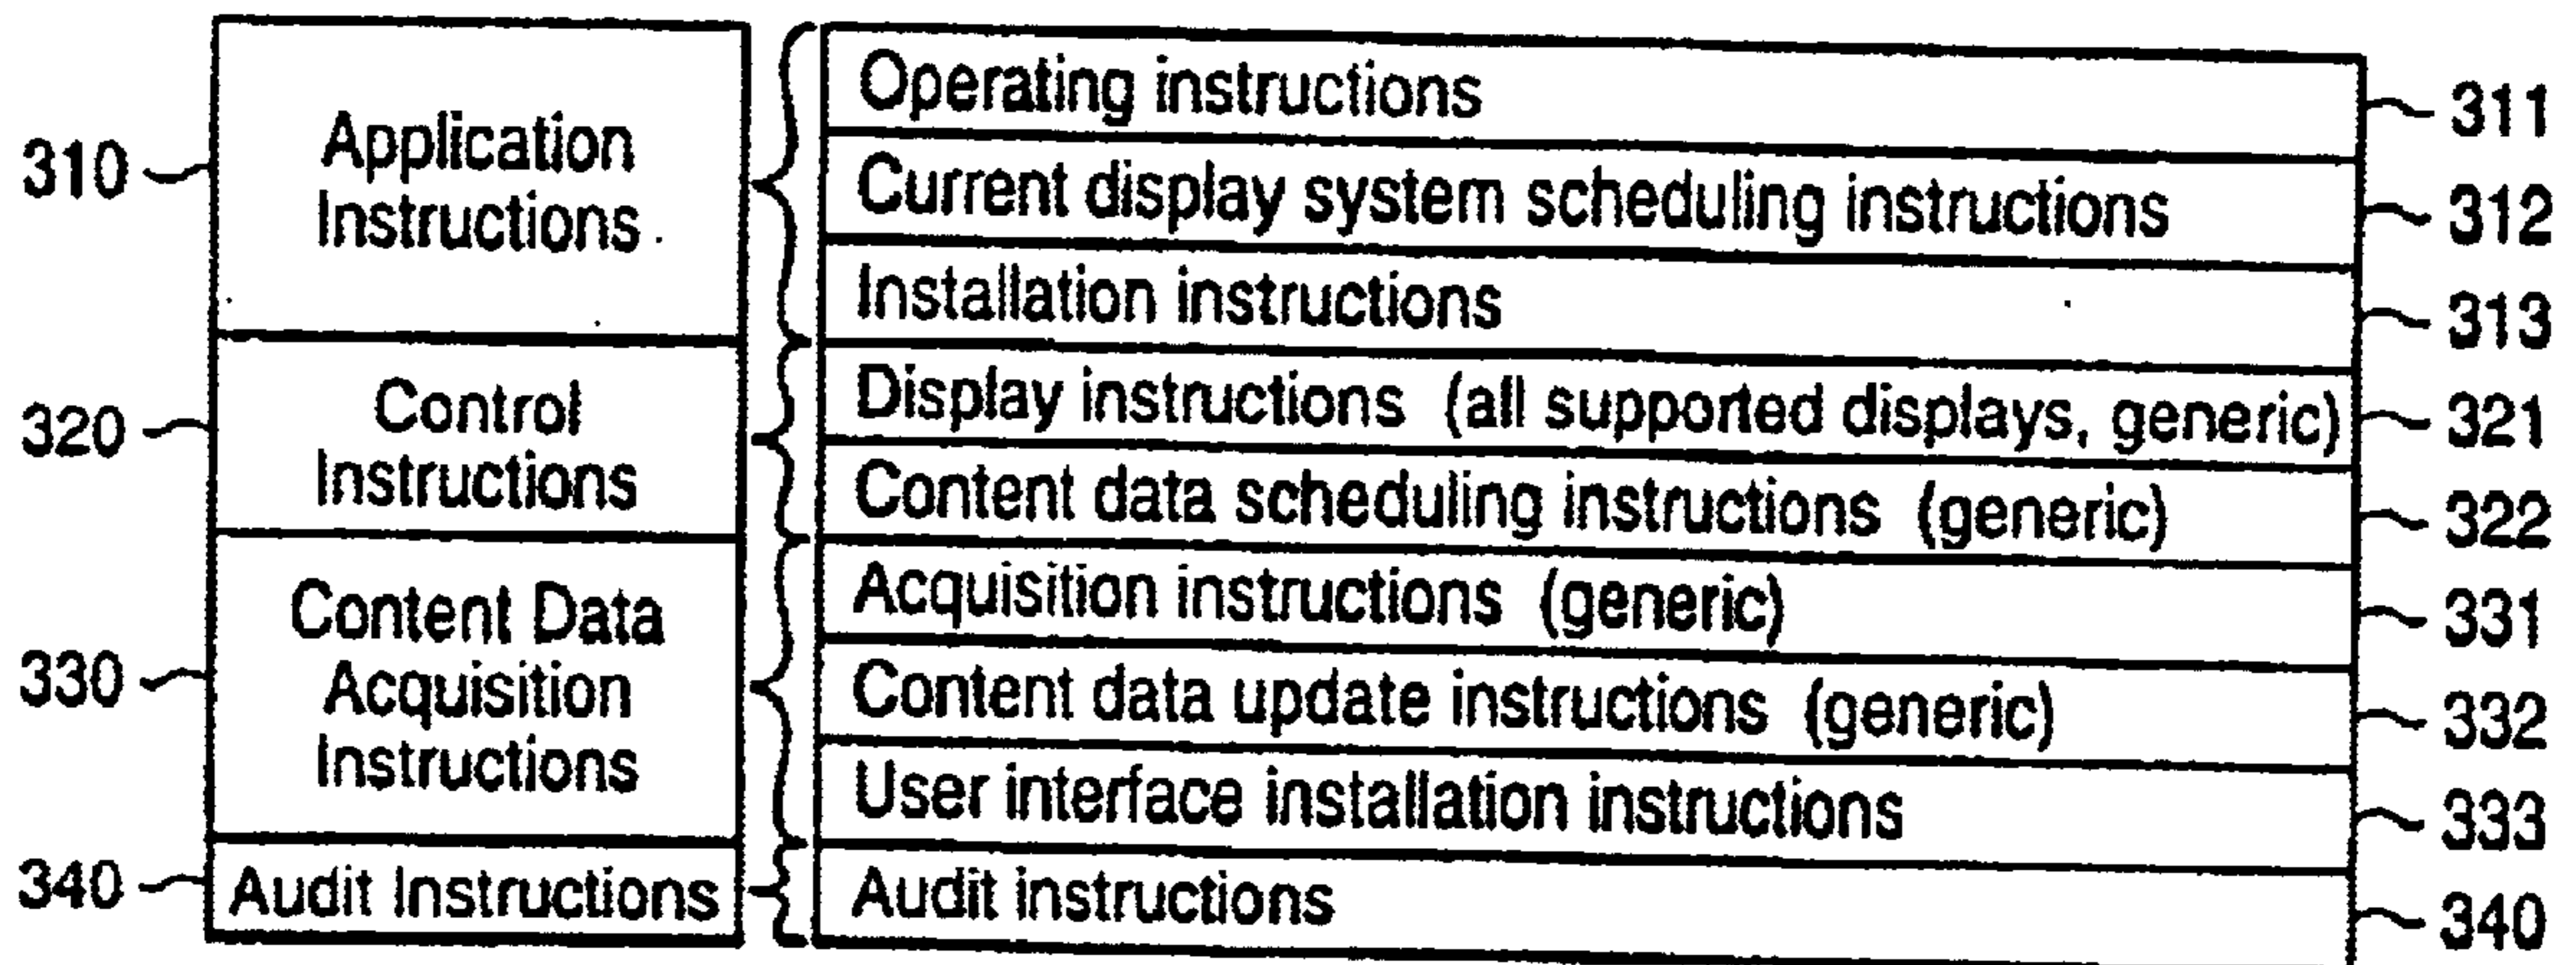 310
Application
Instructions
Operating instructions
311
Current display system scheduling instructions
312
Installation instructions
313
320
Control
Instructions
Display instructions (all supported displays, generic)
321
Content data scheduling instructions (generic)
322
330
Content Data
Acquisition
Instructions
Acquisition instructions (generic)
331
Content data update instructions (generic)
332
User interface installation instructions
333
340
Audit Instructions
Audit instructions
340